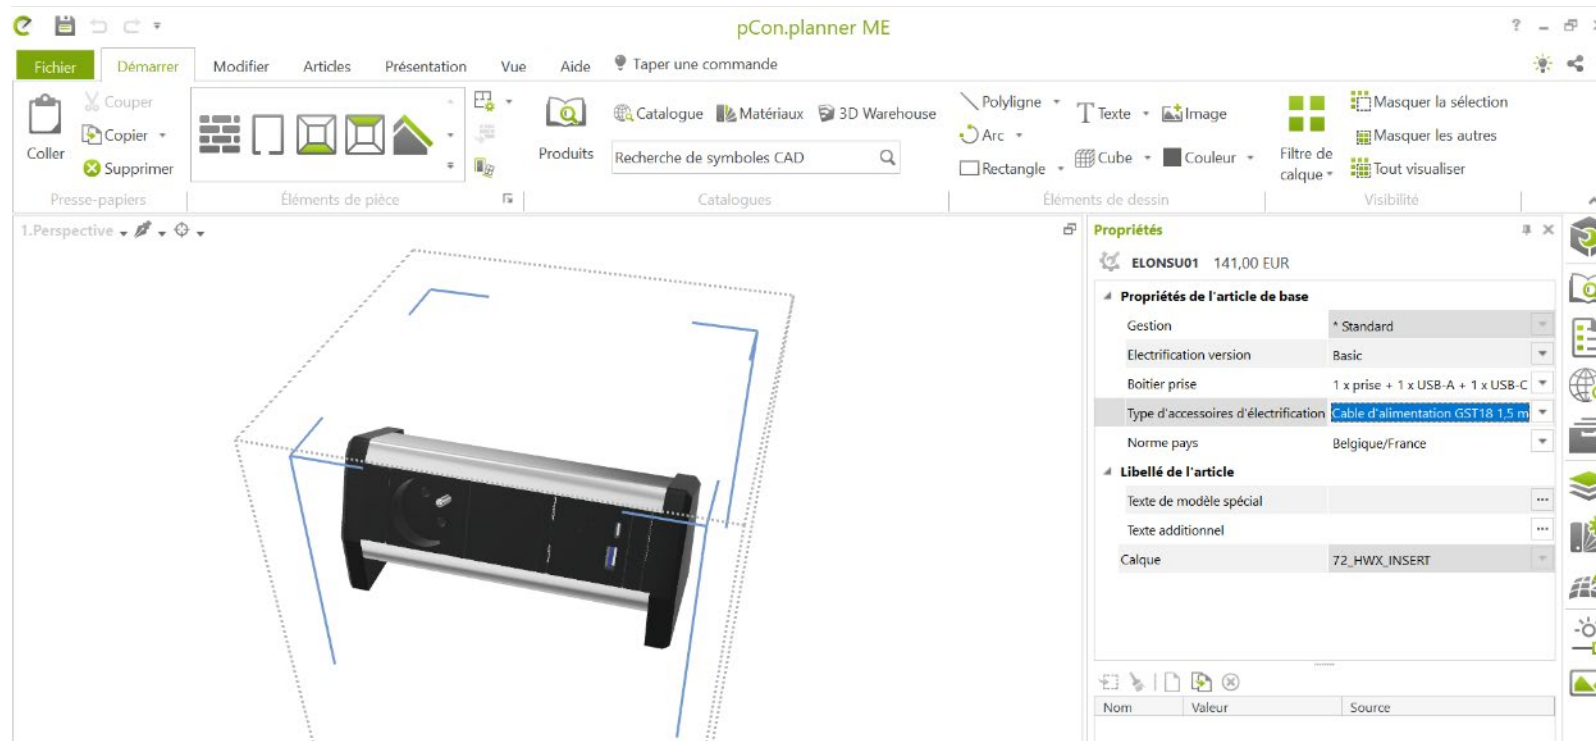 pCon.planner ME
?
Fichier Démarrer Modifier Articles Présentation Vue Aide Taper une commande
Coller
Couper
Copier
Supprimer
Presse-papiers
Éléments de pièce
Produits
Catalogue Matériaux 3D Warehouse
Recherche de symboles CAD
Catalogues
Polyligne Texte Image
Arc
Cube Couleur
Rectangle
Éléments de dessin
Filtre de calque
Masquer la sélection
Masquer les autres
Tout visualiser
Visibilité
1.Perspective
Propriétés
ELONSU01 141,00 EUR
Propriétés de l'article de base
Gestion * Standard
Electrification version Basic
Boitier prise 1 x prise + 1 x USB-A + 1 x USB-C
Type d'accessoires d'électrification Cable d'alimentation GST18 1,5 m
Norme pays Belgique/France
Libellé de l'article
Texte de modèle spécial ...
Texte additionnel ...
Calque 72_HWX_INSERT
Nom Valeur Source